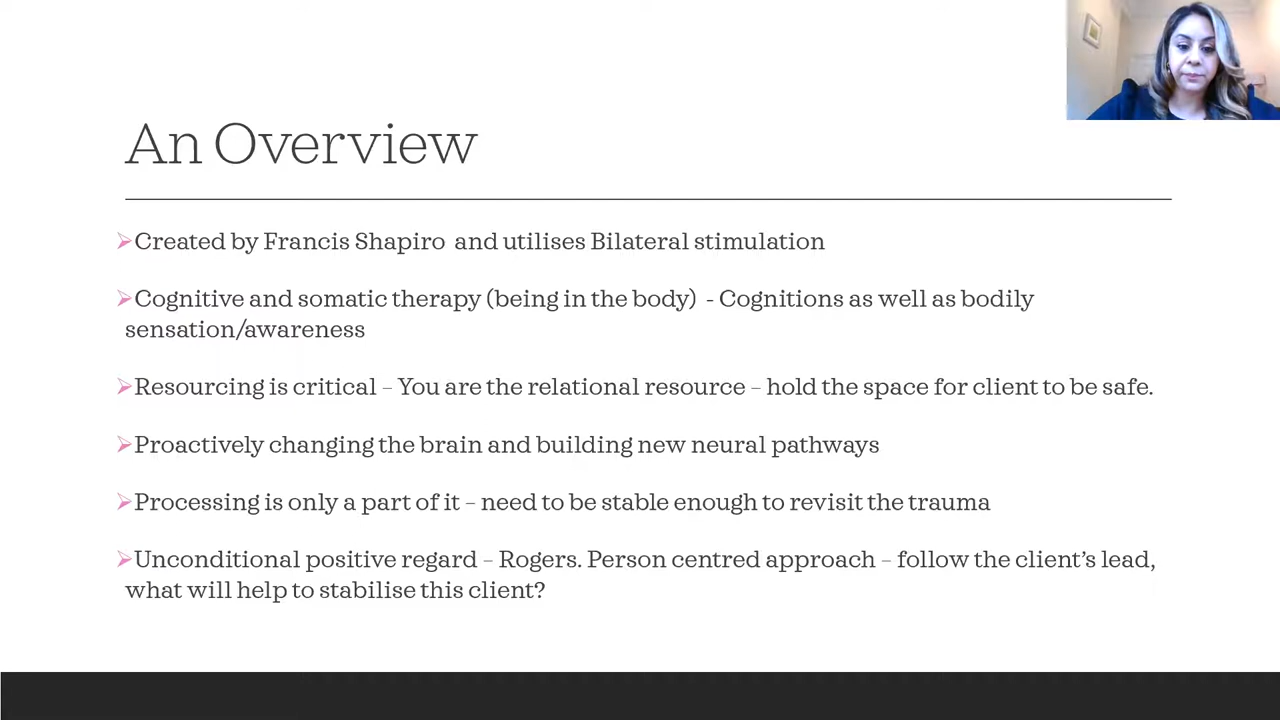 An Overview
➢Created by Francis Shapiro  and utilises Bilateral stimulation
➢Cognitive and somatic therapy (being in the body)  - Cognitions as well as bodily
sensation/awareness
➢Resourcing is critical – You are the relational resource – hold the space for client to be safe.
➢Proactively changing the brain and building new neural pathways
➢Processing is only a part of it – need to be stable enough to revisit the trauma
➢Unconditional positive regard – Rogers. Person centred approach – follow the client’s lead,
what will help to stabilise this client?